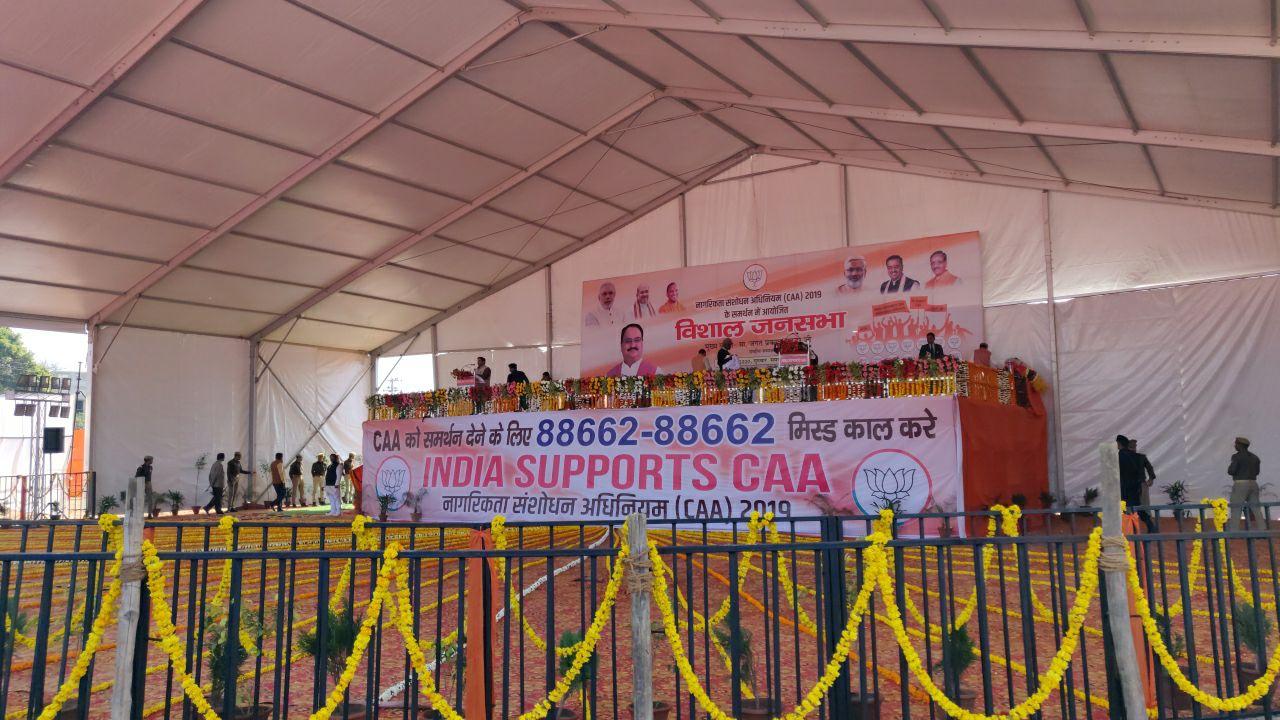 नागरिकता संशोधन अधिनियम (CAA) 2019
के समर्थन में आयोजित
विशाल जनसभा
CAA को समर्थन देने के लिए 88662-88662 मिस्ड काल करे
INDIA SUPPORTS CAA
नागरिकता संशोधन अधिनियम (CAA) 2019